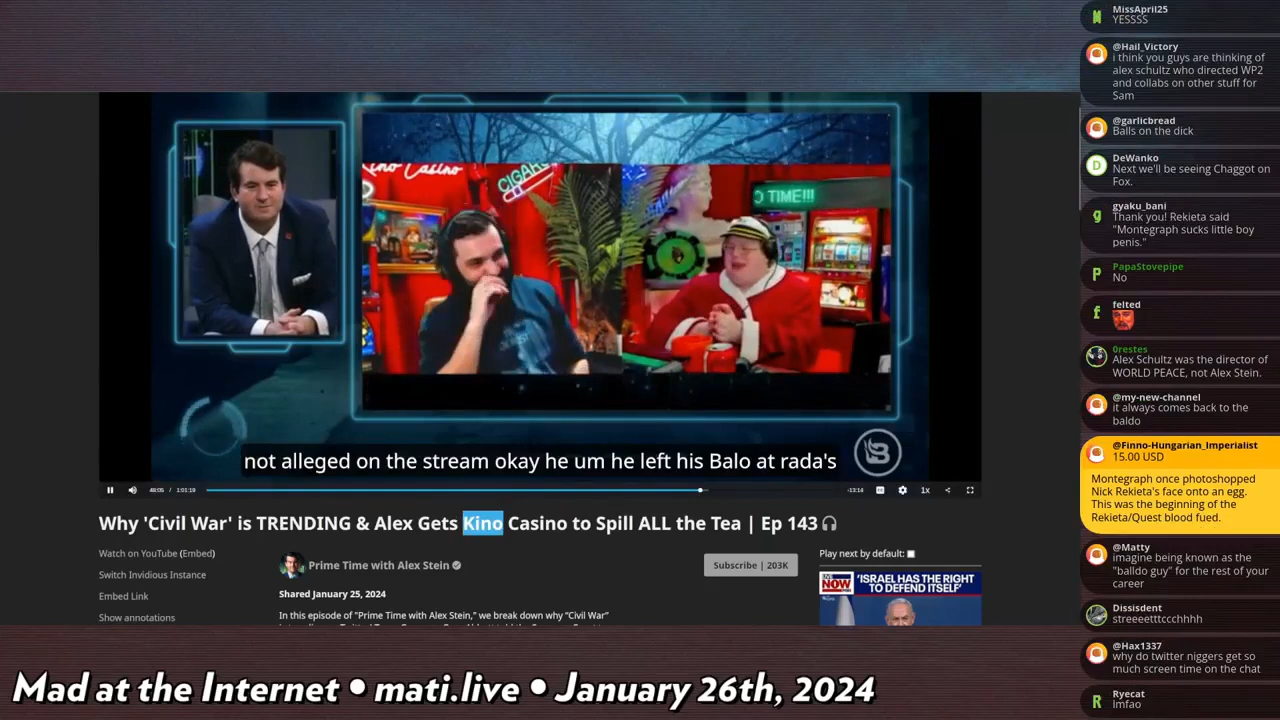 Kino Casino
CIGARS
O TIME!!!
not alleged on the stream okay he um he left his Balo at rada's
48:05 / 1:01:19
-13:14
1x
Why 'Civil War' is TRENDING & Alex Gets Kino Casino to Spill ALL the Tea | Ep 143
Watch on YouTube (Embed)
Switch Invidious Instance
Embed Link
Show annotations
Prime Time with Alex Stein
Subscribe | 203K
Shared January 25, 2024
In this episode of "Prime Time with Alex Stein," we break down why "Civil War"
Play next by default:
NOW
'ISRAEL HAS THE RIGHT
TO DEFEND ITSELF'
Mad at the Internet • mati.live • January 26th, 2024
MissApril25
YESSSS
@Hail_Victory
i think you guys are thinking of
alex schultz who directed WP2
and collabs on other stuff for
Sam
@garlicbread
Balls on the dick
D
DeWanko
Next we'll be seeing Chaggot on
Fox.
g
gyaku_bani
Thank you! Rekieta said
"Montegraph sucks little boy
penis."
P
PapaStovepipe
No
f
felted
0restes
Alex Schultz was the director of
WORLD PEACE, not Alex Stein.
@my-new-channel
it always comes back to the
baldo
@Finno-Hungarian_Imperialist
15.00 USD
Montegraph once photoshopped
Nick Rekieta's face onto an egg.
This was the beginning of the
Rekieta/Quest blood fued.
@Matty
imagine being known as the
"balldo guy" for the rest of your
career
Dissisdent
streeeetttccchhhh
@Hax1337
why do twitter niggers get so
much screen time on the chat
R
Ryecat
lmfao